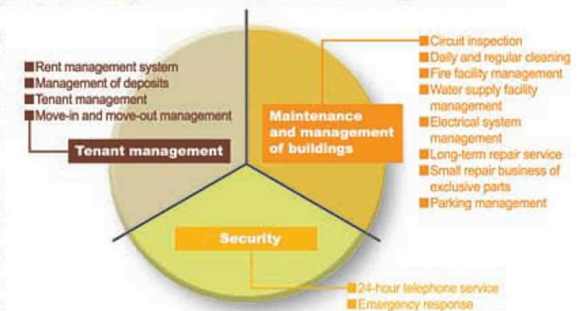 ■Rent management system
■Management of deposits
■Tenant management
■Move-in and move-out management
Tenant management
Maintenance
and management
of buildings
■Circuit inspection
■Daily and regular cleaning
■Fire facility management
■Water supply facility
management
■Electrical system
management
■Long-term repair service
■Small repair business of
exclusive parts
■Parking management
Security
■24-hour telephone service
■Emergency response